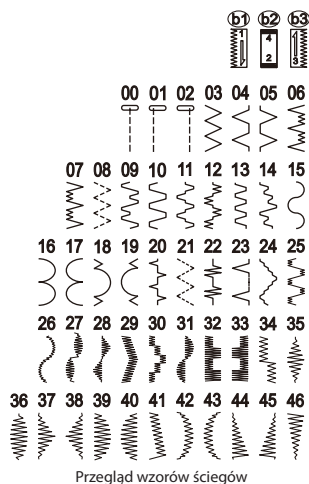 b1 b2 b3
1 4 1
2 3
00 01 02 03 04 05 06
07 08 09 10 11 12 13 14 15
16 17 18 19 20 21 22 23 24 25
26 27 28 29 30 31 32 33 34 35
36 37 38 39 40 41 42 43 44 45 46
Przegląd wzorów ściegów